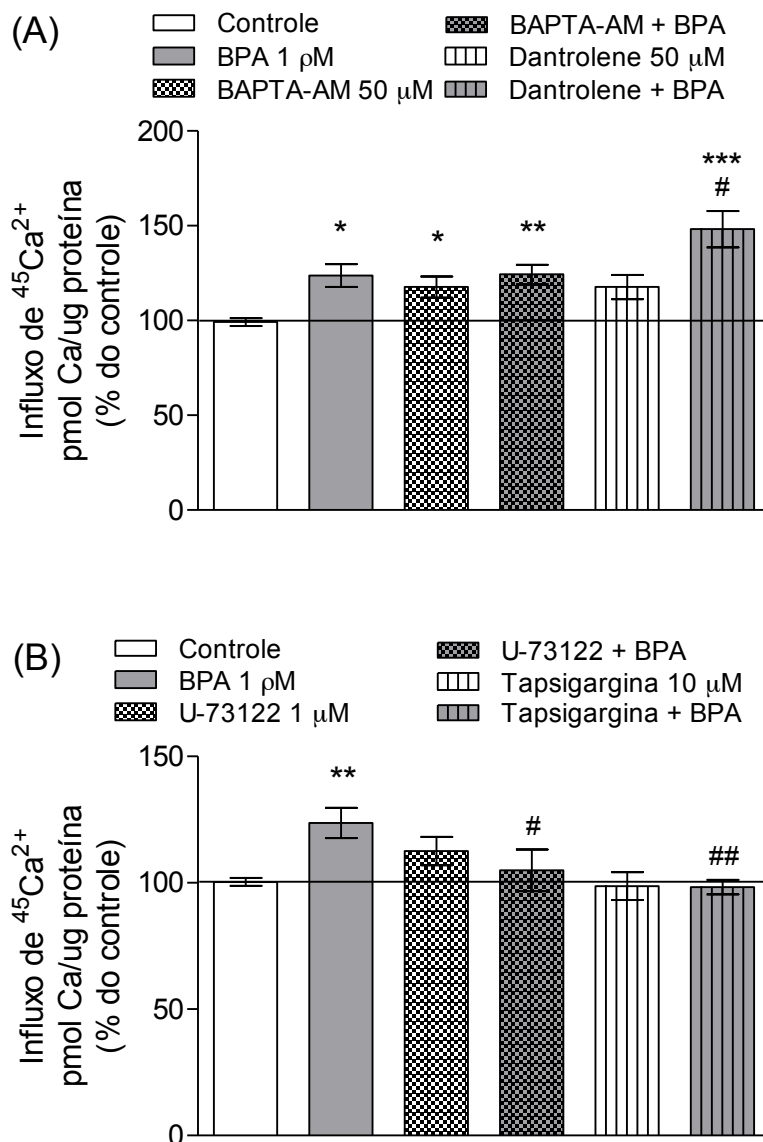 (A)
Controle
BPA 1 ρM
BAPTA-AM 50 μM
BAPTA-AM + BPA
Dantrolene 50 μM
Dantrolene + BPA
Influxo de ⁴⁵Ca²⁺
pmol Ca/ug proteína
(% do controle)
200
150
100
50
0
*
*
**
***
#
(B)
Controle
BPA 1 ρM
U-73122 1 μM
U-73122 + BPA
Tapsigargina 10 μM
Tapsigargina + BPA
Influxo de ⁴⁵Ca²⁺
pmol Ca/ug proteína
(% do controle)
150
100
50
0
**
#
##